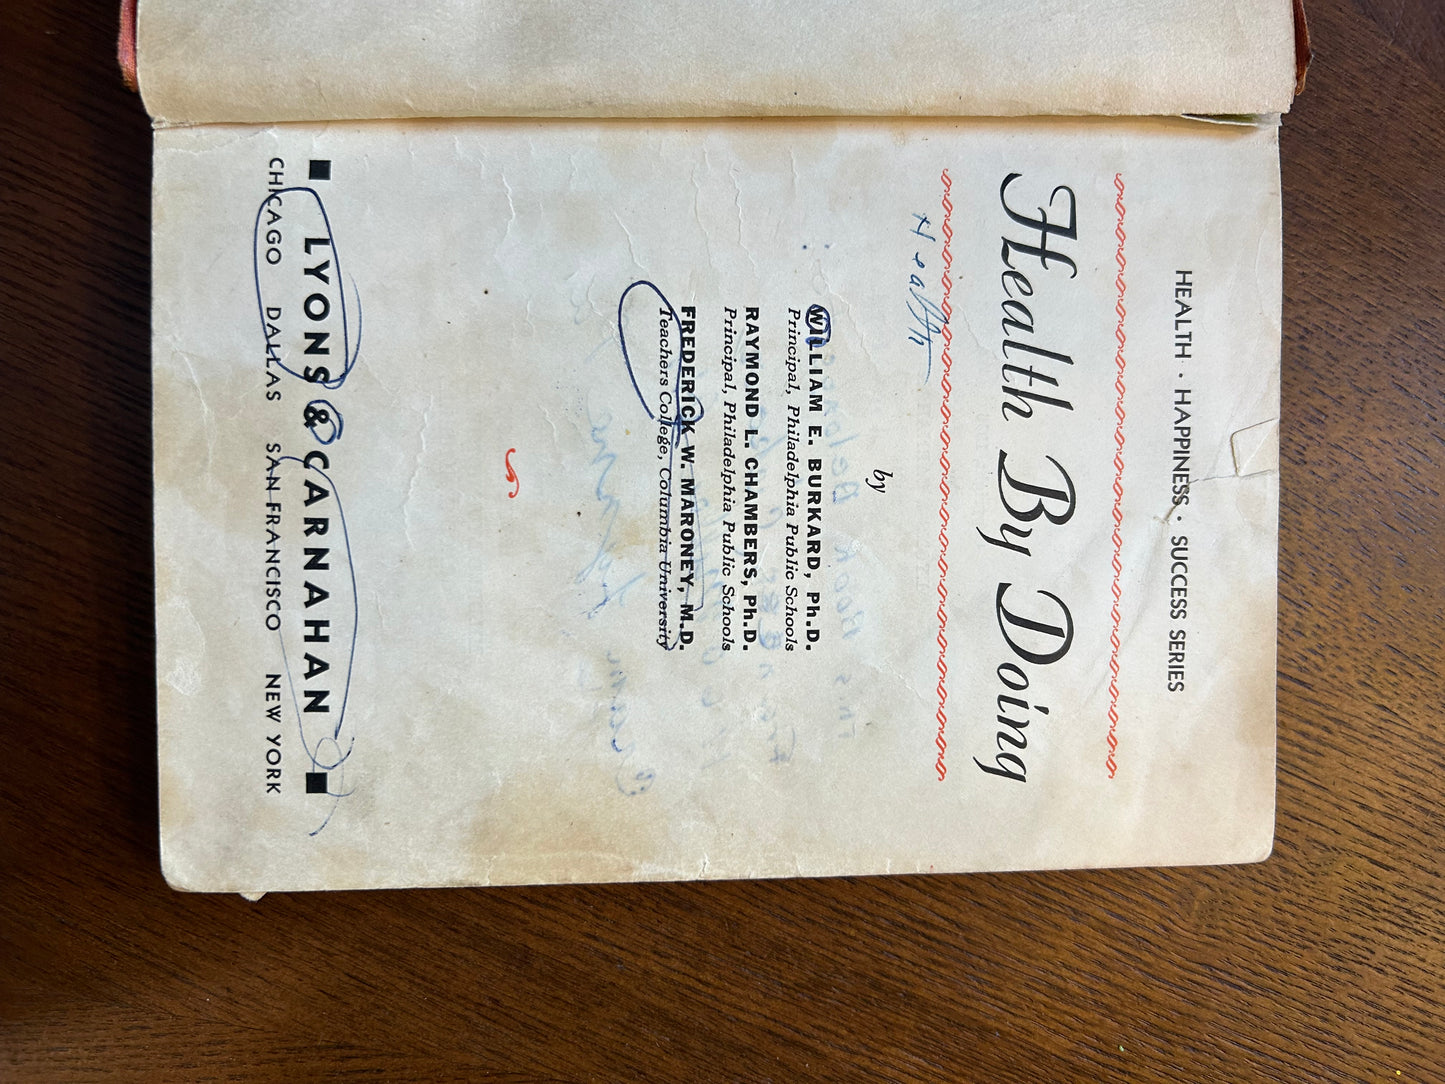 HEALTH · HAPPINESS · SUCCESS SERIES
Health By Doing
Health
by
WILLIAM E. BURKARD, Ph.D.
Principal, Philadelphia Public Schools
RAYMOND L. CHAMBERS, Ph.D.
Principal, Philadelphia Public Schools
FREDERICK W. MARONEY, M.D.
Teachers College, Columbia University
LYONS & CARNAHAN
CHICAGO DALLAS SAN FRANCISCO NEW YORK